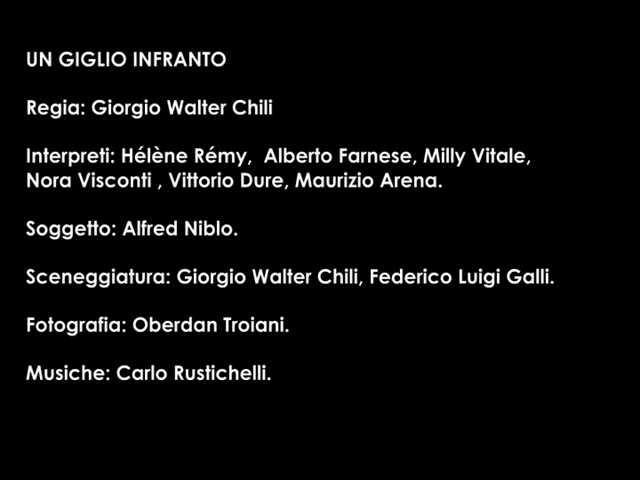 UN GIGLIO INFRANTO
Regia: Giorgio Walter Chili
Interpreti: Hélène Rémy,  Alberto Farnese, Milly Vitale,
Nora Visconti , Vittorio Dure, Maurizio Arena.
Soggetto: Alfred Niblo.
Sceneggiatura: Giorgio Walter Chili, Federico Luigi Galli.
Fotografia: Oberdan Troiani.
Musiche: Carlo Rustichelli.